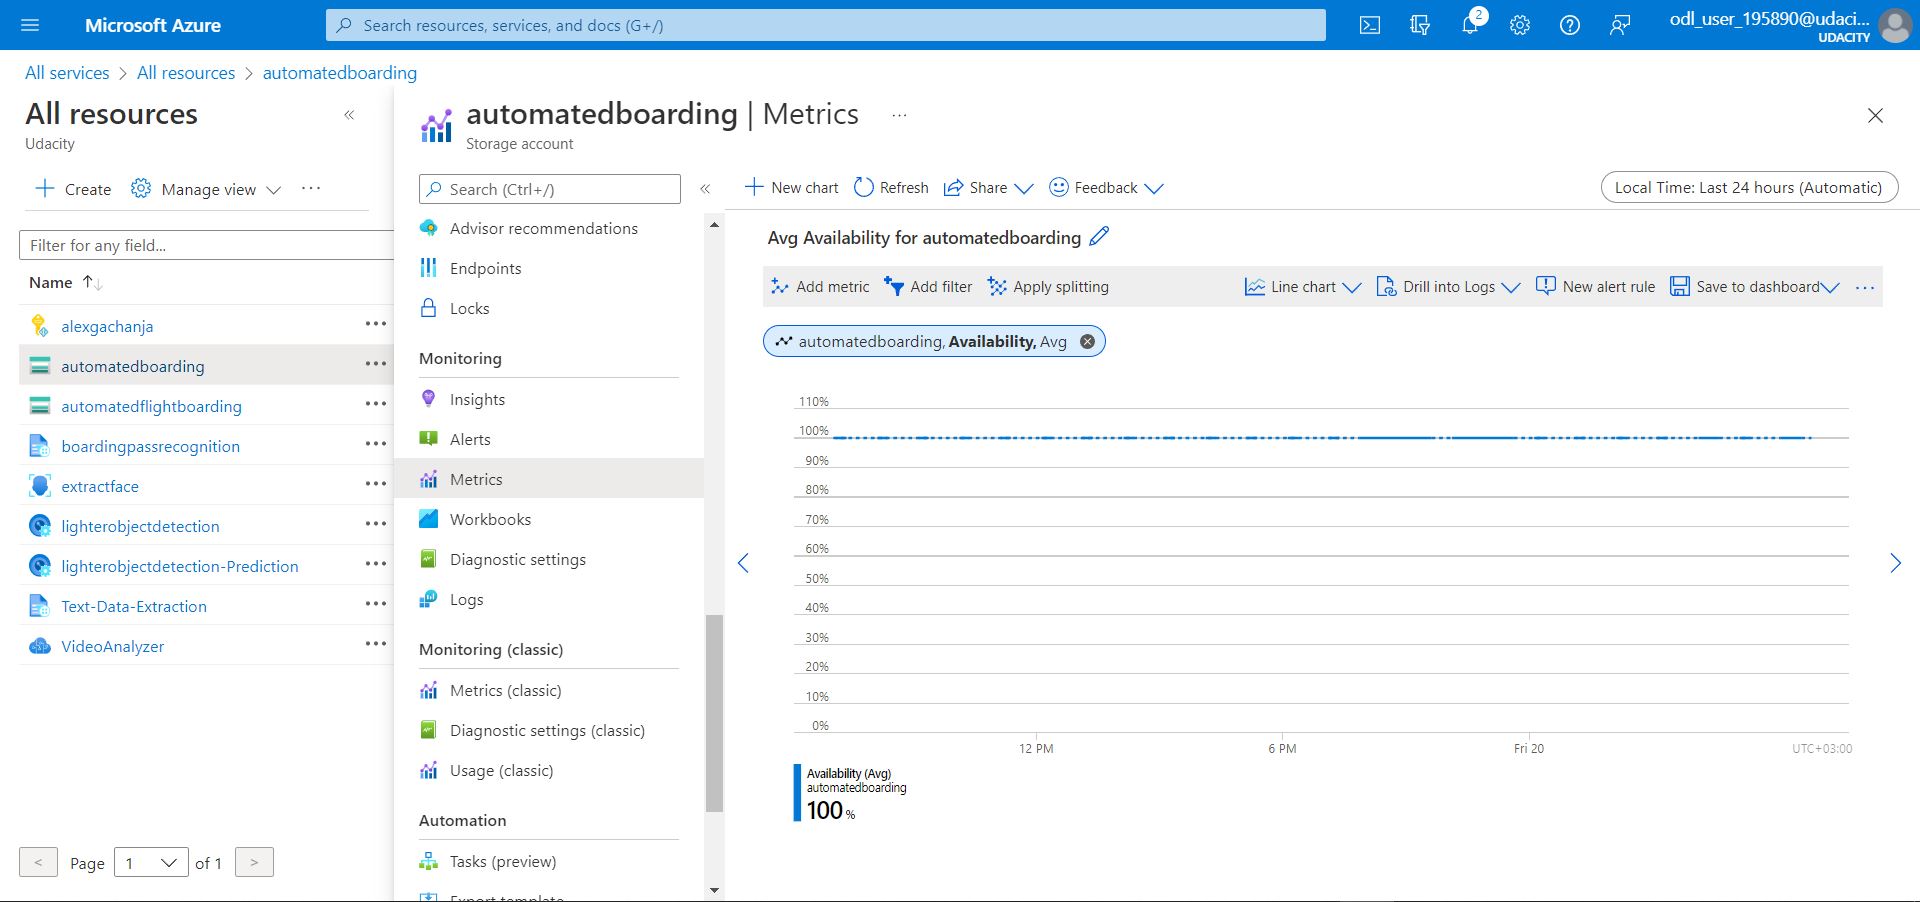 Microsoft Azure
Search resources, services, and docs (G+/)
2
odl_user_195890@udaci...
UDACITY
All services > All resources > automatedboarding
All resources
Udacity
Create
Manage view
Filter for any field...
Name
alexgachanja
automatedboarding
automatedflightboarding
boardingpassrecognition
extractface
lighterobjectdetection
lighterobjectdetection-Prediction
Text-Data-Extraction
VideoAnalyzer
< Page 1 of 1 >
automatedboarding | Metrics
Storage account
Search (Ctrl+/)
Advisor recommendations
Endpoints
Locks
Monitoring
Insights
Alerts
Metrics
Workbooks
Diagnostic settings
Logs
Monitoring (classic)
Metrics (classic)
Diagnostic settings (classic)
Usage (classic)
Automation
Tasks (preview)
Export template
New chart Refresh Share Feedback
Local Time: Last 24 hours (Automatic)
Avg Availability for automatedboarding
Add metric Add filter Apply splitting Line chart Drill into Logs New alert rule Save to dashboard
automatedboarding, Availability, Avg
110%
100%
90%
80%
70%
60%
50%
40%
30%
20%
10%
0%
12 PM 6 PM Fri 20 UTC+03:00
Availability (Avg)
automatedboarding
100 %